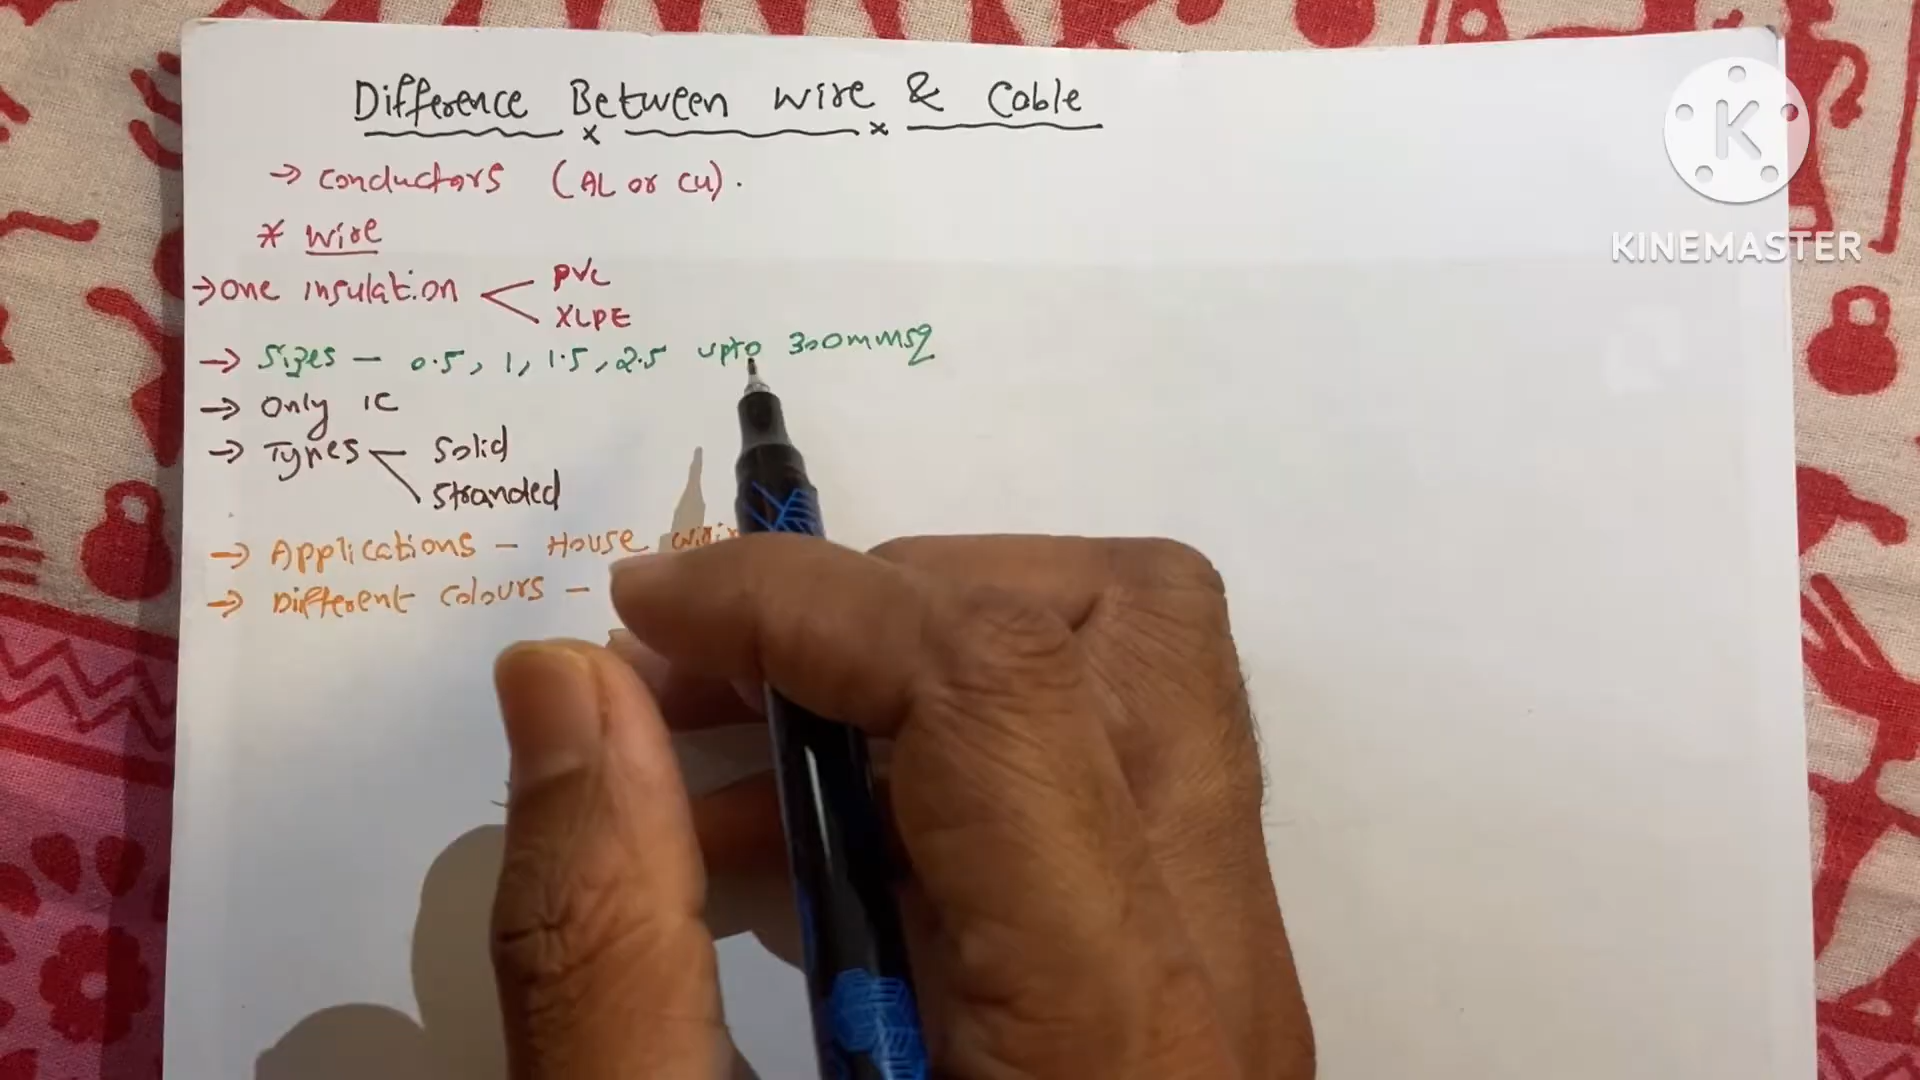 Difference Between Wire & Cable
→ Conductors (AL or CU).
* Wire
→ One insulation
PVC
XLPE
→ Sizes – 0.5, 1, 1.5, 2.5 upto 300mmsq
→ Only 1C
→ Types
Solid
Stranded
→ Applications – House
→ Different Colours –
K
KINEMASTER